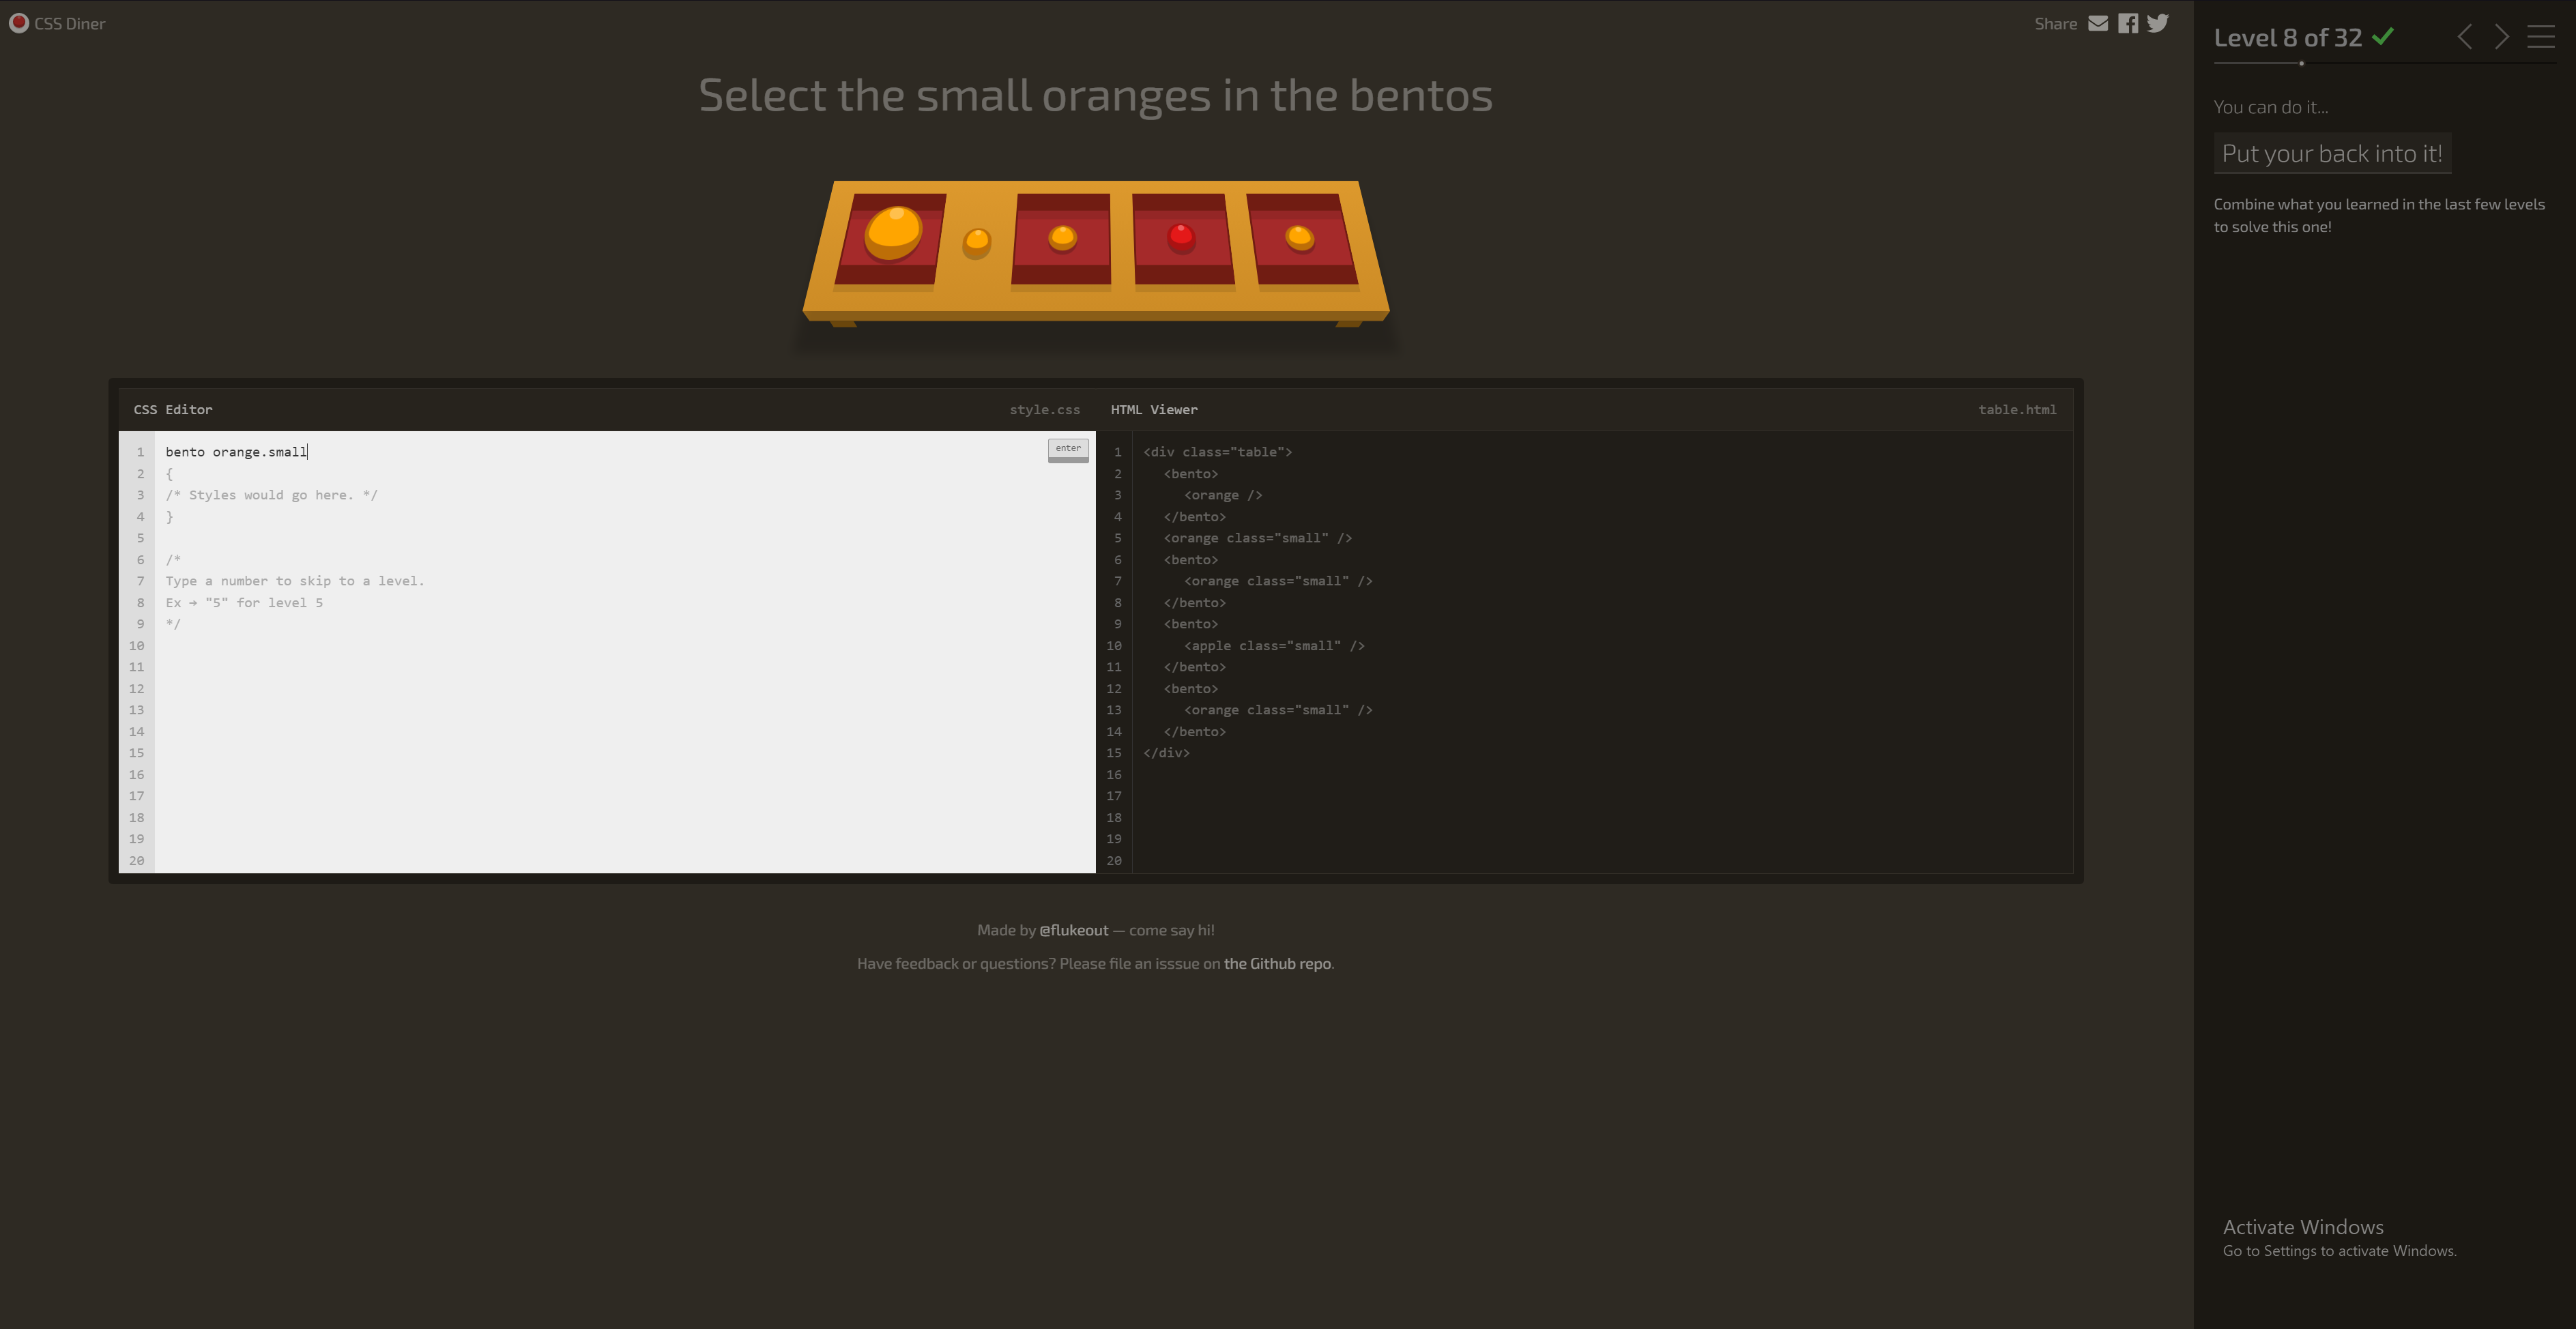 CSS Diner
Share
Select the small oranges in the bentos
CSS Editor
style.css
1 bento orange.small
enter
2 {
3 /* Styles would go here. */
4 }
5
6 /*
7 Type a number to skip to a level.
8 Ex → "5" for level 5
9 */
10
11
12
13
14
15
16
17
18
19
20
HTML Viewer
table.html
1 <div class="table">
2 <bento>
3 <orange />
4 </bento>
5 <orange class="small" />
6 <bento>
7 <orange class="small" />
8 </bento>
9 <bento>
10 <apple class="small" />
11 </bento>
12 <bento>
13 <orange class="small" />
14 </bento>
15 </div>
16
17
18
19
20
Made by @flukeout — come say hi!
Have feedback or questions? Please file an isssue on the Github repo.
Level 8 of 32
You can do it...
Put your back into it!
Combine what you learned in the last few levels
to solve this one!
Activate Windows
Go to Settings to activate Windows.